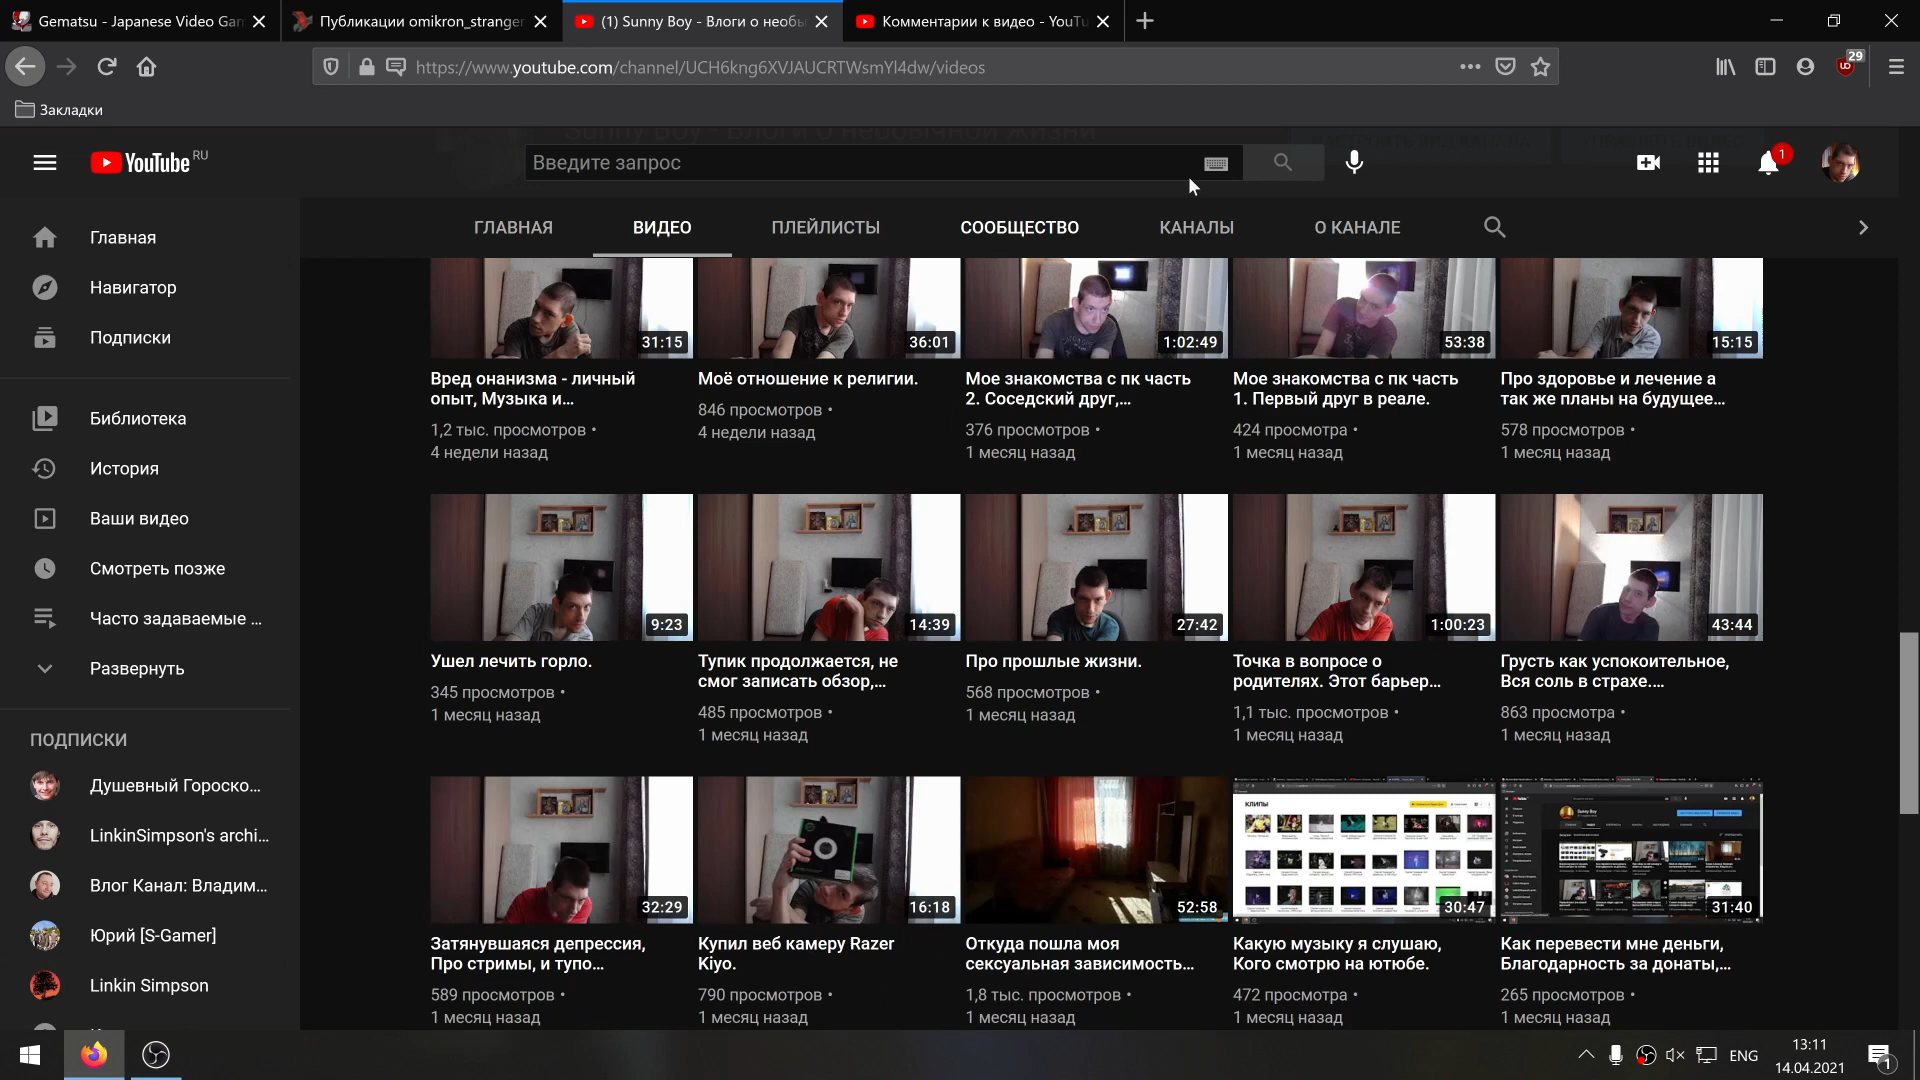 Gematsu - Japanese Video Gan
Публикации omikron_stranger
(1) Sunny Boy - Влоги о необы
Комментарии к видео - YouTu
https://www.youtube.com/channel/UCH6kng6XVJAUCRTWsmYl4dw/videos
29
Закладки
Sunny Boy - Влоги о необычной жизни
YouTube RU
Введите запрос
1
ГЛАВНАЯ
ВИДЕО
ПЛЕЙЛИСТЫ
СООБЩЕСТВО
КАНАЛЫ
О КАНАЛЕ
Главная
Навигатор
Подписки
Библиотека
История
Ваши видео
Смотреть позже
Часто задаваемые ...
Развернуть
ПОДПИСКИ
Душевный Гороско...
LinkinSimpson's archi...
Влог Канал: Владим...
Юрий [S-Gamer]
Linkin Simpson
31:15
Вред онанизма - личный
опыт, Музыка и...
1,2 тыс. просмотров •
4 недели назад
36:01
Моё отношение к религии.
846 просмотров •
4 недели назад
1:02:49
Мое знакомства с пк часть
2. Соседский друг,...
376 просмотров •
1 месяц назад
53:38
Мое знакомства с пк часть
1. Первый друг в реале.
424 просмотра •
1 месяц назад
15:15
Про здоровье и лечение а
так же планы на будущее...
578 просмотров •
1 месяц назад
9:23
Ушел лечить горло.
345 просмотров •
1 месяц назад
14:39
Тупик продолжается, не
смог записать обзор,...
485 просмотров •
1 месяц назад
27:42
Про прошлые жизни.
568 просмотров •
1 месяц назад
1:00:23
Точка в вопросе о
родителях. Этот барьер...
1,1 тыс. просмотров •
1 месяц назад
43:44
Грусть как успокоительное,
Вся соль в страхе....
863 просмотра •
1 месяц назад
32:29
Затянувшаяся депрессия,
Про стримы, и тупо...
589 просмотров •
1 месяц назад
16:18
Купил веб камеру Razer
Kiyo.
790 просмотров •
1 месяц назад
52:58
Откуда пошла моя
сексуальная зависимость...
1,8 тыс. просмотров •
1 месяц назад
КЛИПЫ
30:47
Какую музыку я слушаю,
Кого смотрю на ютюбе.
472 просмотра •
1 месяц назад
31:40
Как перевести мне деньги,
Благодарность за донаты,...
265 просмотров •
1 месяц назад
ENG
13:11
14.04.2021
1